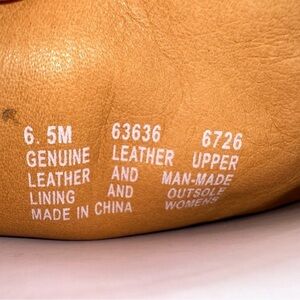 6.5M 63636 6726
GENUINE LEATHER UPPER
LEATHER AND MAN-MADE
LINING AND OUTSOLE
MADE IN CHINA WOMENS